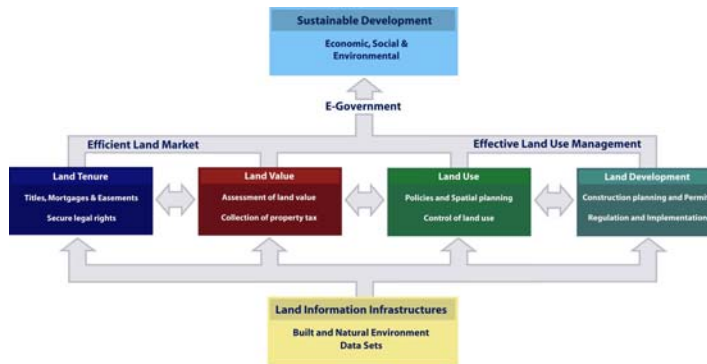 Sustainable Development
Economic, Social &
Environmental
E-Government
Efficient Land Market
Effective Land Use Management
Land Tenure
Titles, Mortgages & Easements
Secure legal rights
Land Value
Assessment of land value
Collection of property tax
Land Use
Policies and Spatial planning
Control of land use
Land Development
Construction planning and Permit
Regulation and Implementation
Land Information Infrastructures
Built and Natural Environment
Data Sets